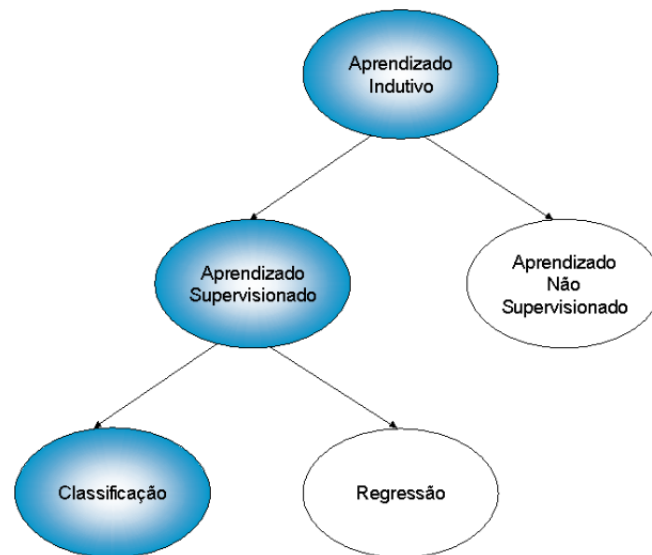 Aprendizado
Indutivo
Aprendizado
Supervisionado
Aprendizado
Não
Supervisionado
Classificação
Regressão